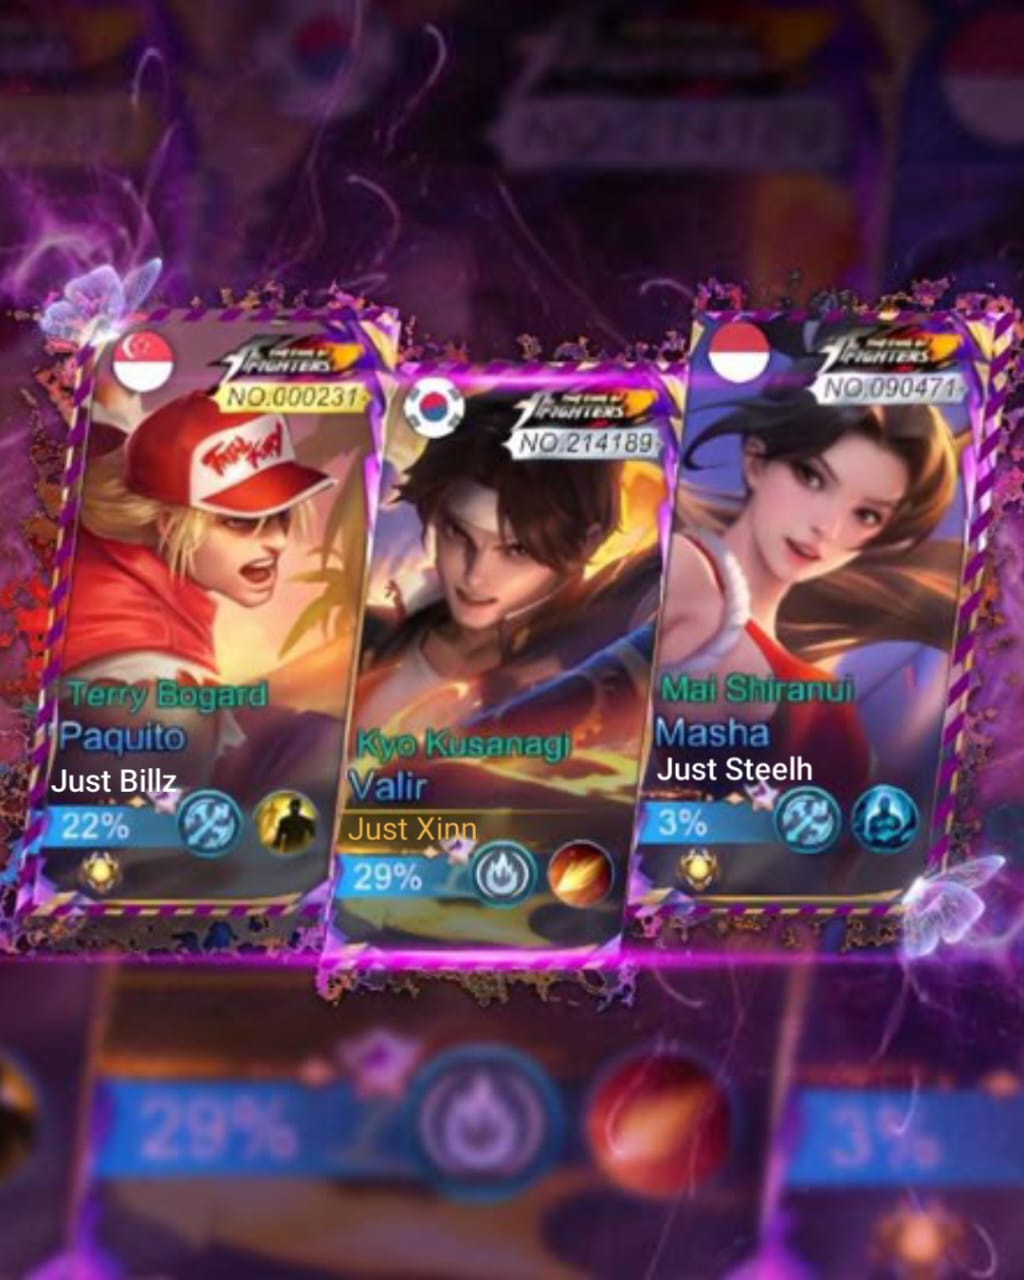 THE KING OF
FIGHTERS
NO.000231
FATAL FURY
Terry Bogard
Paquito
Just Billz
22%
THE KING OF
FIGHTERS
NO.214189
Kyo Kusanagi
Valir
Just Xinn
29%
THE KING OF
FIGHTERS
NO.090471
Mai Shiranui
Masha
Just Steelh
3%
29%
3%